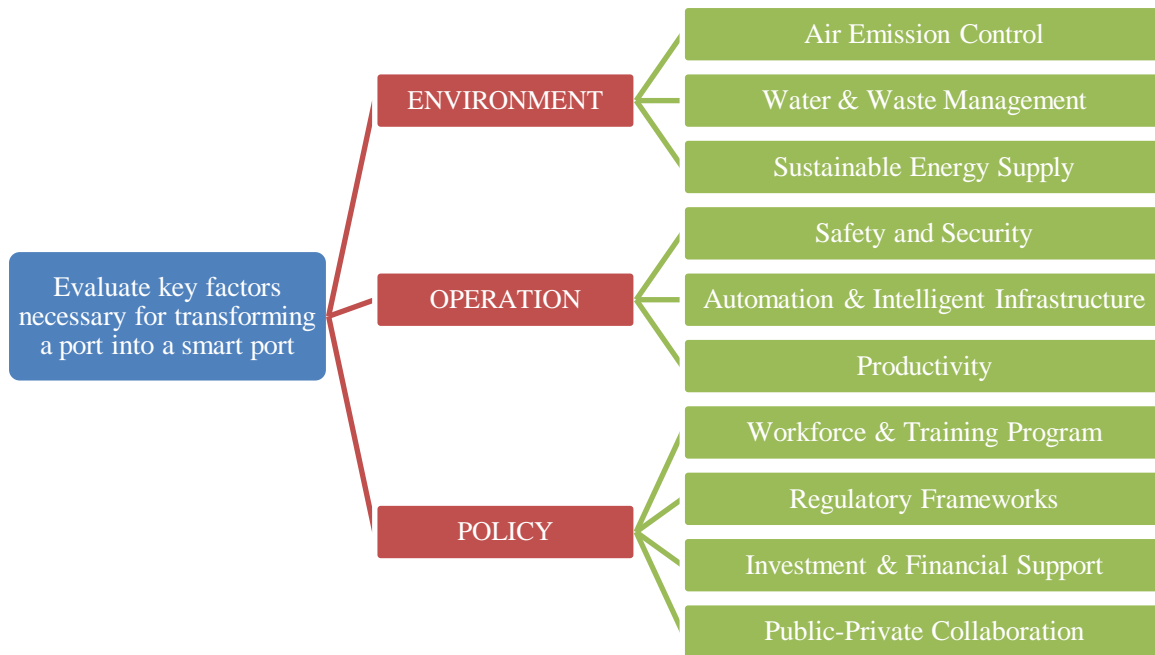 Evaluate key factors
necessary for transforming
a port into a smart port
ENVIRONMENT
Air Emission Control
Water & Waste Management
Sustainable Energy Supply
OPERATION
Safety and Security
Automation & Intelligent Infrastructure
Productivity
POLICY
Workforce & Training Program
Regulatory Frameworks
Investment & Financial Support
Public-Private Collaboration